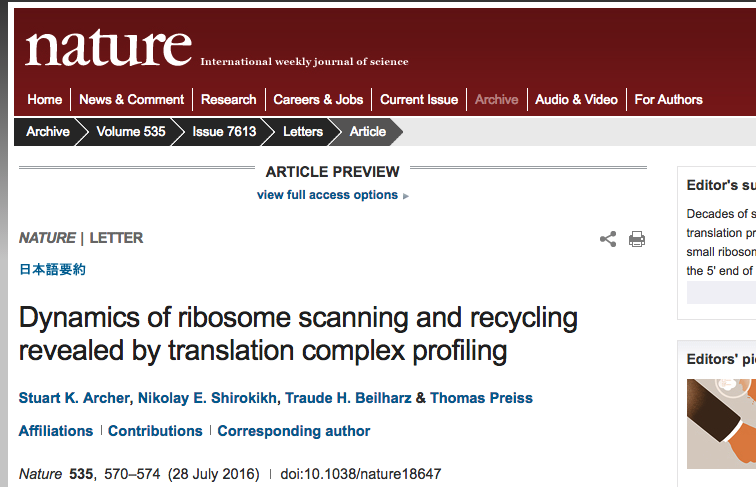 nature International weekly journal of science
Home News & Comment Research Careers & Jobs Current Issue Archive Audio & Video For Authors
Archive Volume 535 Issue 7613 Letters Article
ARTICLE PREVIEW
view full access options ▸
NATURE | LETTER
日本語要約
Dynamics of ribosome scanning and recycling
revealed by translation complex profiling
Stuart K. Archer, Nikolay E. Shirokikh, Traude H. Beilharz & Thomas Preiss
Affiliations | Contributions | Corresponding author
Nature 535, 570–574 (28 July 2016) | doi:10.1038/nature18647
Editor's su
Decades of s
translation pr
small riboson
the 5' end of
Editors' pi